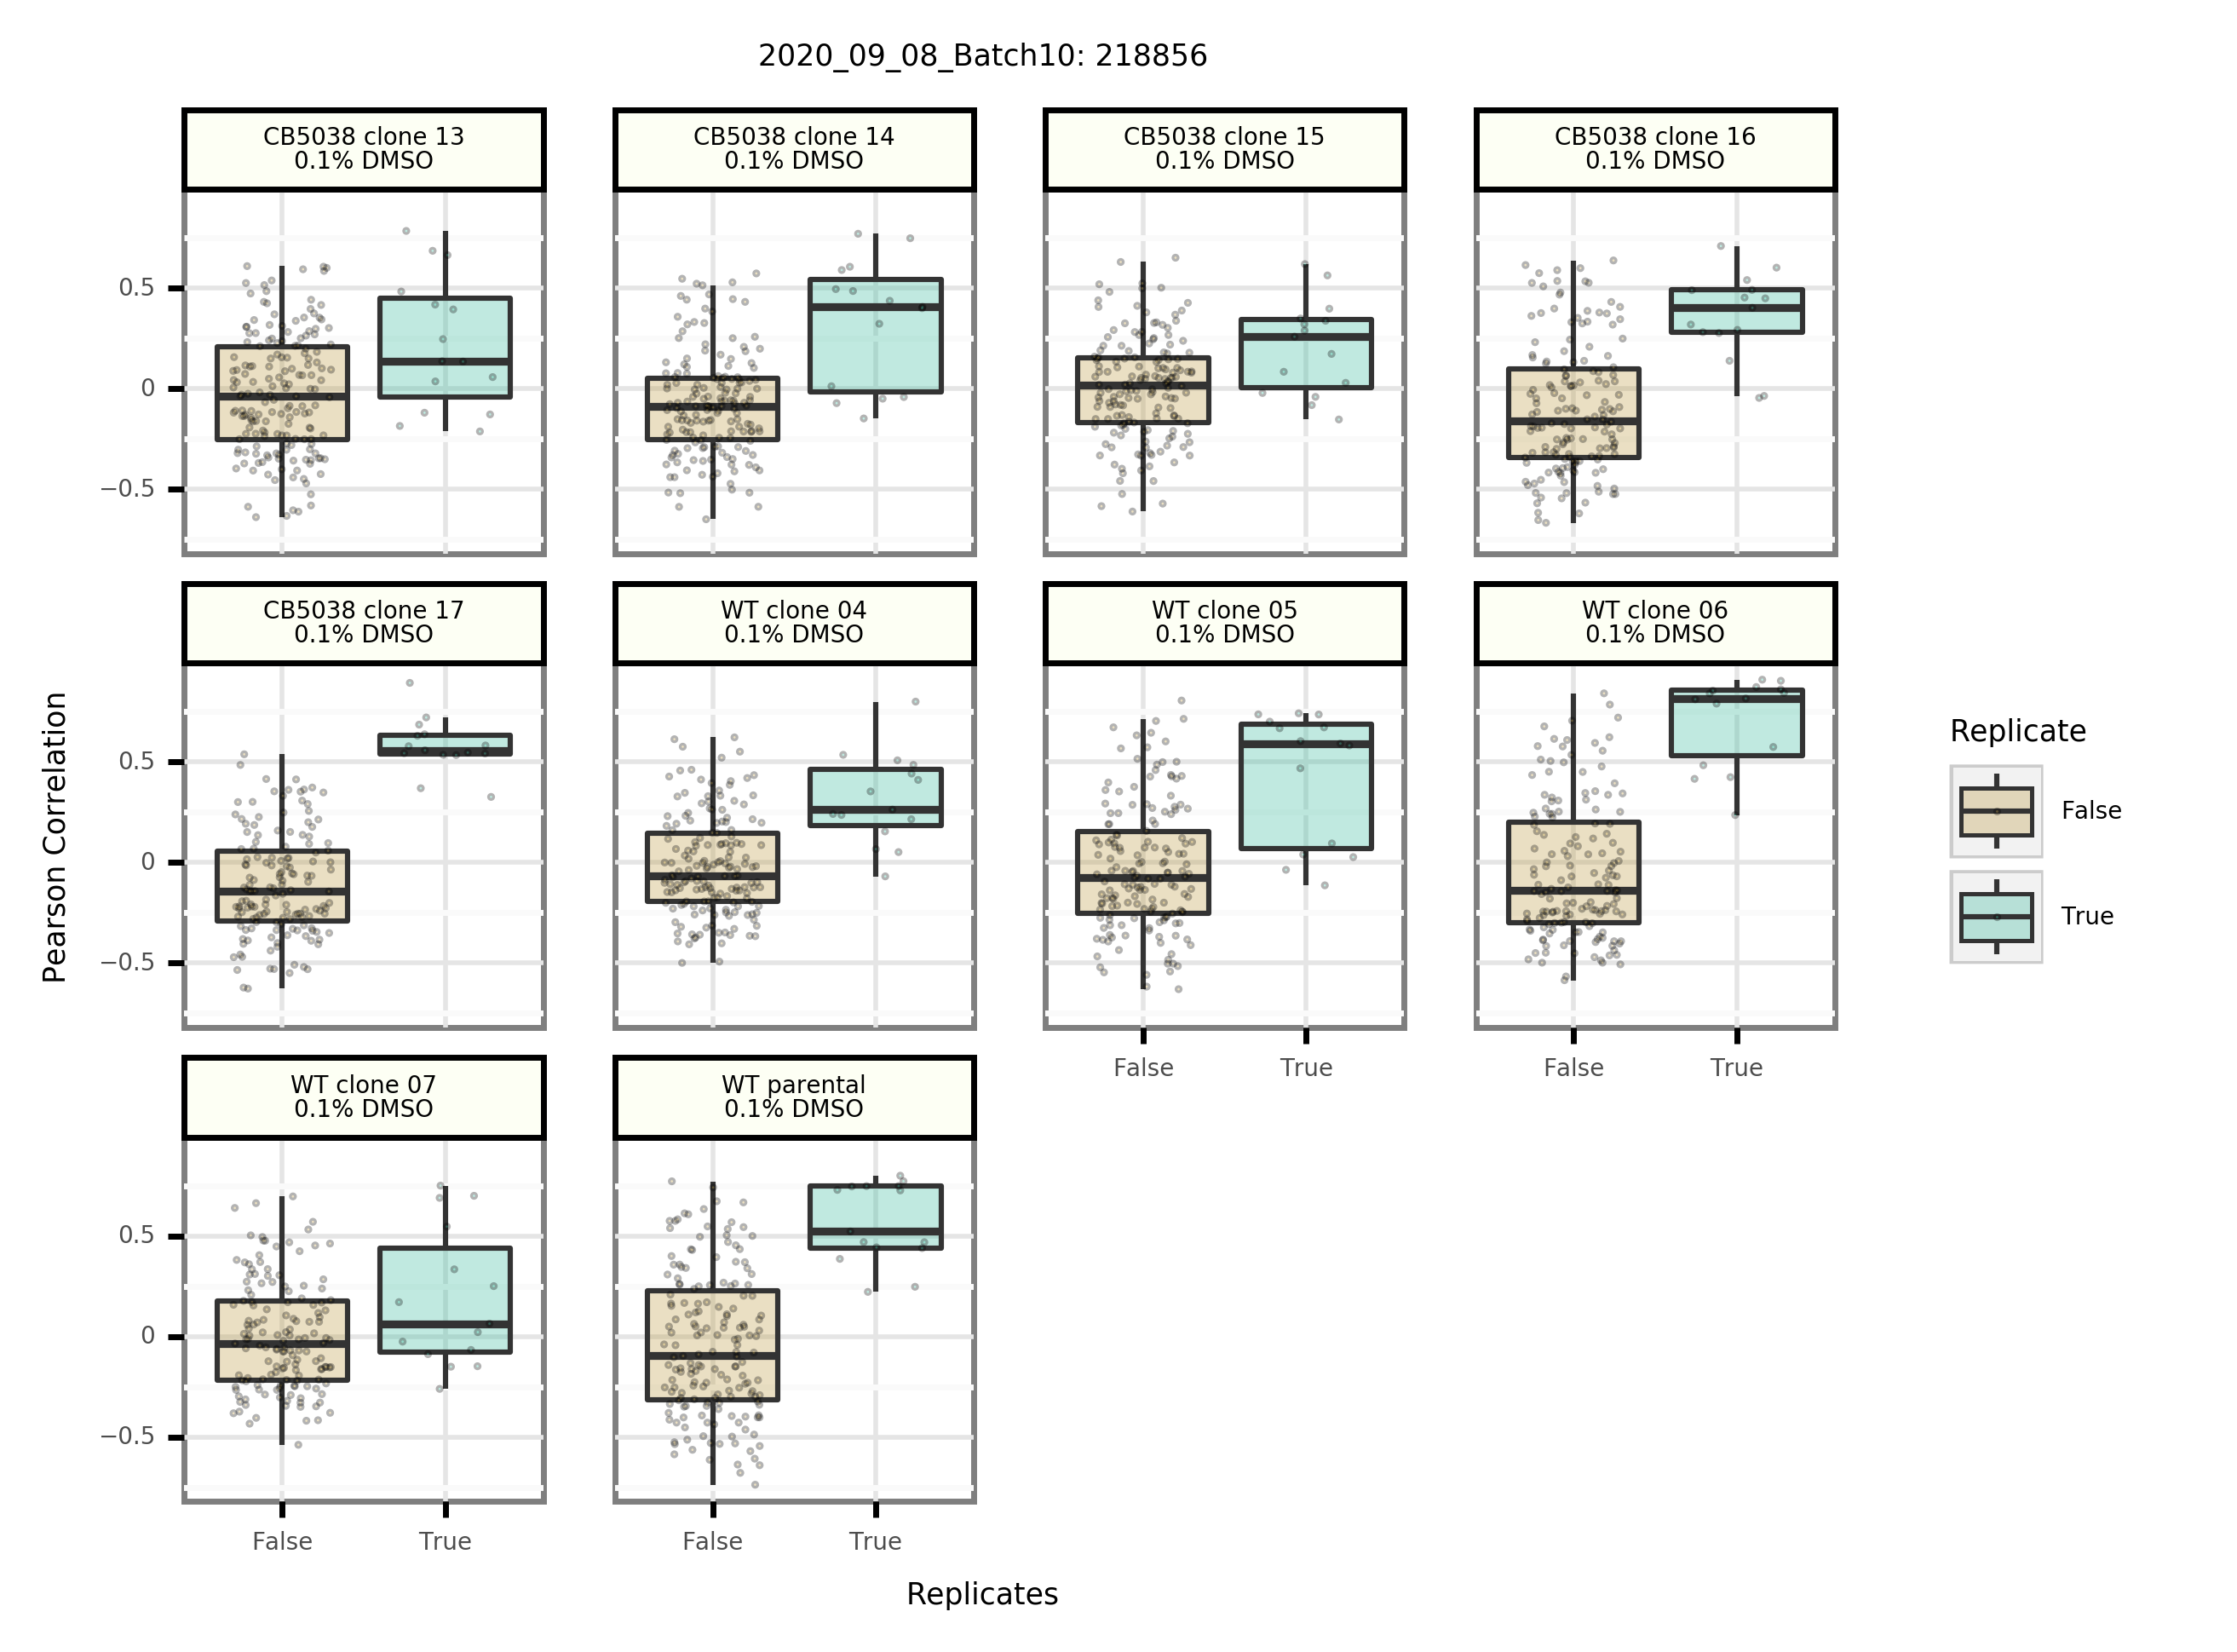 2020_09_08_Batch10: 218856
CB5038 clone 13
0.1% DMSO
CB5038 clone 14
0.1% DMSO
CB5038 clone 15
0.1% DMSO
CB5038 clone 16
0.1% DMSO
0.5
0
−0.5
CB5038 clone 17
0.1% DMSO
WT clone 04
0.1% DMSO
WT clone 05
0.1% DMSO
WT clone 06
0.1% DMSO
0.5
0
−0.5
False
True
False
True
WT clone 07
0.1% DMSO
WT parental
0.1% DMSO
0.5
0
−0.5
False
True
False
True
Pearson Correlation
Replicates
Replicate
False
True